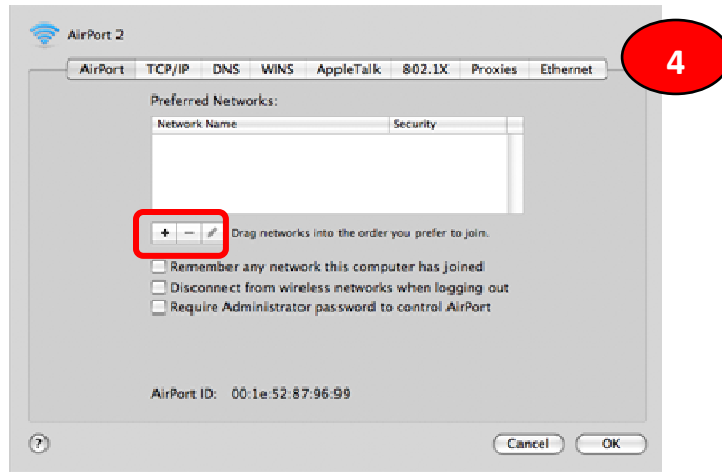 AirPort 2
4
AirPort TCP/IP DNS WINS AppleTalk 802.1X Proxies Ethernet
Preferred Networks:
Network Name Security
+ − Drag networks into the order you prefer to join.
Remember any network this computer has joined
Disconnect from wireless networks when logging out
Require Administrator password to control AirPort
AirPort ID: 00:1e:52:87:96:99
? Cancel OK